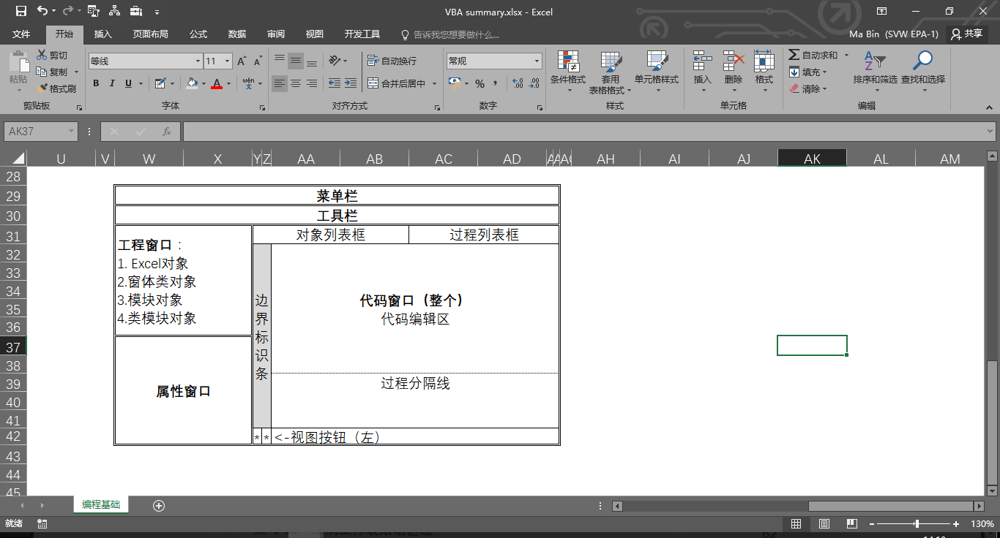 VBA summary.xlsx - Excel
文件 开始 插入 页面布局 公式 数据 审阅 视图 开发工具 告诉我您想要做什么... Ma Bin (SVW EPA-1) 共享
粘贴 剪切 复制 格式刷
等线 11 A A
B I U A wén 文
自动换行
合并后居中
常规
% , .00 .00
条件格式 套用 表格格式 单元格样式
插入 删除 格式
自动求和
填充
清除
排序和筛选 查找和选择
剪贴板 字体 对齐方式 数字 样式 单元格 编辑
AK37 fx
U V W X Y Z AA AB AC AD AH AI AJ AK AL AM
28
29 菜单栏
30 工具栏
31 对象列表框 过程列表框
32
33
34
35
36
37
38
39
40
41
42
43
44
45
工程窗口：
1. Excel对象
2.窗体类对象
3.模块对象
4.类模块对象
属性窗口
边界标识条
代码窗口（整个）
代码编辑区
过程分隔线
* * <-视图按钮（左）
编程基础
就绪 130%